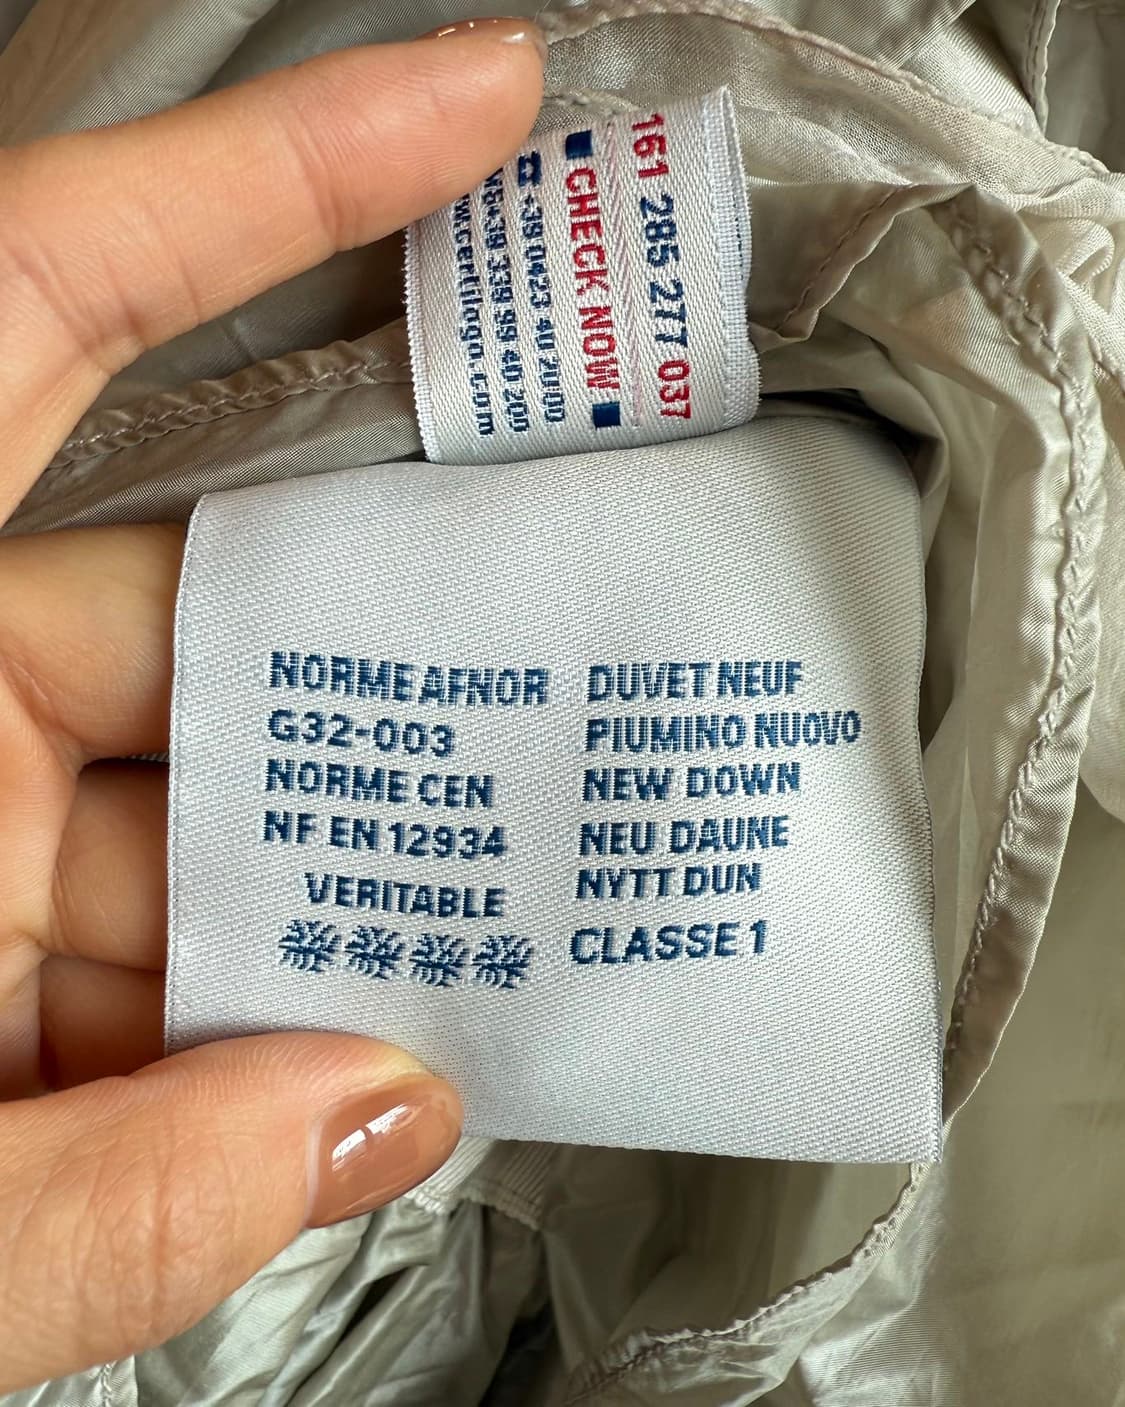 161 285 277 037
CHECK NOW
+39 0423 40 20 00
+39 339 99 40 200
w.certilogo.com
NORME AFNOR
G32-003
NORME CEN
NF EN 12934
VERITABLE
DUVET NEUF
PIUMINO NUOVO
NEW DOWN
NEU DAUNE
NYTT DUN
CLASSE 1